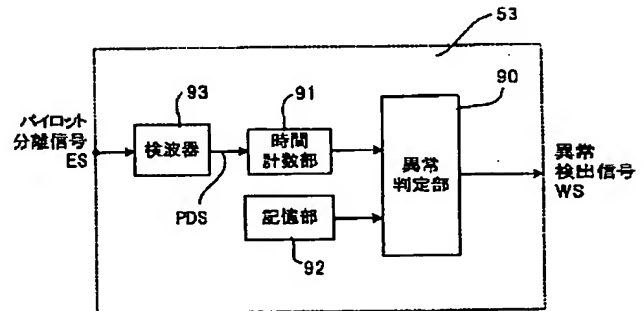 53
93
91
90
パイロット
分離信号
ES
検波器
時間
計数部
異常
判定部
異常
検出信号
WS
PDS
記憶部
92